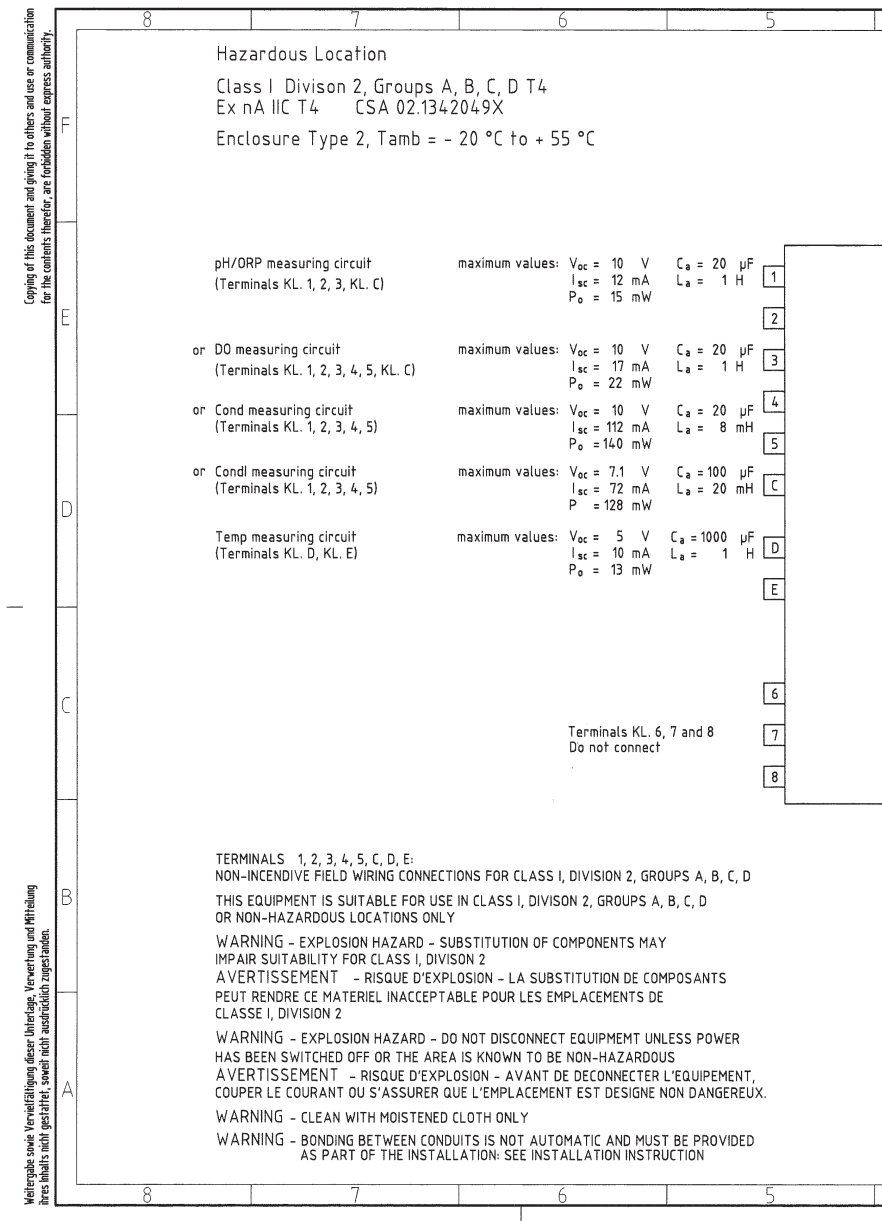 8 7 6 5
Copying of this document and giving it to others and use or communication
for the contents therefor, are forbidden without express authority.
F
Hazardous Location
Class I Divison 2, Groups A, B, C, D T4
Ex nA IIC T4 CSA 02.1342049X
Enclosure Type 2, Tamb = - 20 °C to + 55 °C
E
pH/ORP measuring circuit maximum values: Voc = 10 V Ca = 20 µF
(Terminals KL. 1, 2, 3, KL. C) Isc = 12 mA La = 1 H
Po = 15 mW
1
2
or DO measuring circuit maximum values: Voc = 10 V Ca = 20 µF
(Terminals KL. 1, 2, 3, 4, 5, KL. C) Isc = 17 mA La = 1 H
Po = 22 mW
3
4
or Cond measuring circuit maximum values: Voc = 10 V Ca = 20 µF
(Terminals KL. 1, 2, 3, 4, 5) Isc = 112 mA La = 8 mH
Po = 140 mW
5
D
or CondI measuring circuit maximum values: Voc = 7.1 V Ca = 100 µF
(Terminals KL. 1, 2, 3, 4, 5) Isc = 72 mA La = 20 mH
P = 128 mW
C
Temp measuring circuit maximum values: Voc = 5 V Ca = 1000 µF
(Terminals KL. D, KL. E) Isc = 10 mA La = 1 H
Po = 13 mW
D
E
C
6
Terminals KL. 6, 7 and 8
Do not connect
7
8
B
TERMINALS 1, 2, 3, 4, 5, C, D, E:
NON-INCENDIVE FIELD WIRING CONNECTIONS FOR CLASS I, DIVISION 2, GROUPS A, B, C, D
THIS EQUIPMENT IS SUITABLE FOR USE IN CLASS I, DIVISON 2, GROUPS A, B, C, D
OR NON-HAZARDOUS LOCATIONS ONLY
WARNING - EXPLOSION HAZARD - SUBSTITUTION OF COMPONENTS MAY
IMPAIR SUITABILITY FOR CLASS I, DIVISON 2
AVERTISSEMENT - RISQUE D'EXPLOSION - LA SUBSTITUTION DE COMPOSANTS
PEUT RENDRE CE MATERIEL INACCEPTABLE POUR LES EMPLACEMENTS DE
CLASSE I, DIVISION 2
A
WARNING - EXPLOSION HAZARD - DO NOT DISCONNECT EQUIPMEMT UNLESS POWER
HAS BEEN SWITCHED OFF OR THE AREA IS KNOWN TO BE NON-HAZARDOUS
AVERTISSEMENT - RISQUE D'EXPLOSION - AVANT DE DECONNECTER L'EQUIPEMENT,
COUPER LE COURANT OU S'ASSURER QUE L'EMPLACEMENT EST DESIGNE NON DANGEREUX.
WARNING - CLEAN WITH MOISTENED CLOTH ONLY
WARNING - BONDING BETWEEN CONDUITS IS NOT AUTOMATIC AND MUST BE PROVIDED
AS PART OF THE INSTALLATION: SEE INSTALLATION INSTRUCTION
Weitergabe sowie Vervielfältigung dieser Unterlage, Verwertung und Mitteilung
ihres Inhalts nicht gestattet, soweit nicht ausdrücklich zugestanden.
8 7 6 5